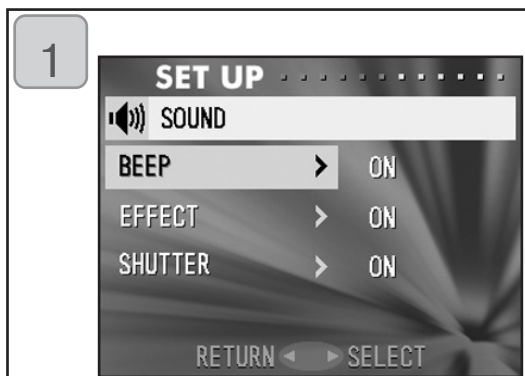 1
SET UP
SOUND
BEEP > ON
EFFECT > ON
SHUTTER > ON
RETURN ◄ ► SELECT